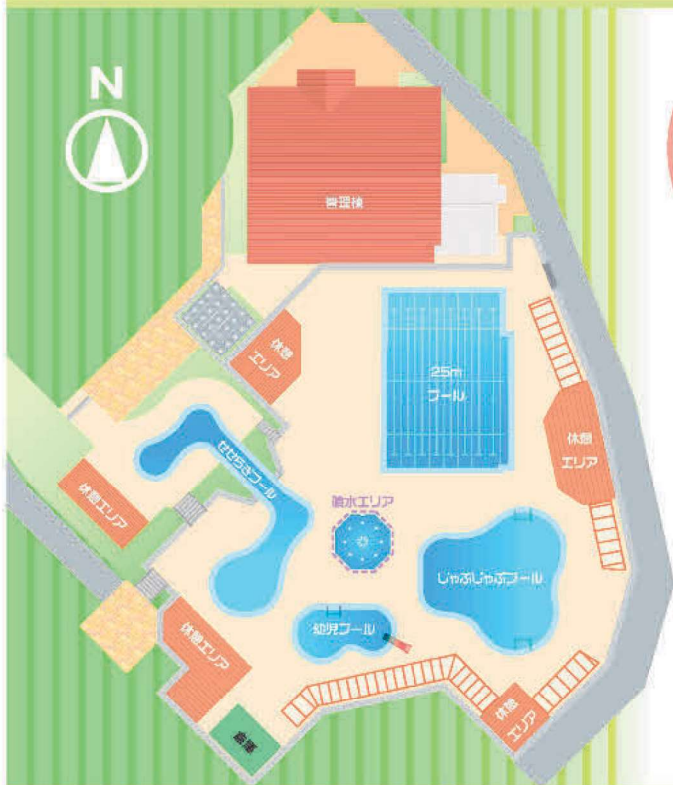 N
管理棟
休憩
エリア
25m
プール
休憩
エリア
せせらぎプール
休憩エリア
噴水エリア
じゃぶじゃぶプール
幼児プール
休憩エリア
休憩
エリア
倉庫